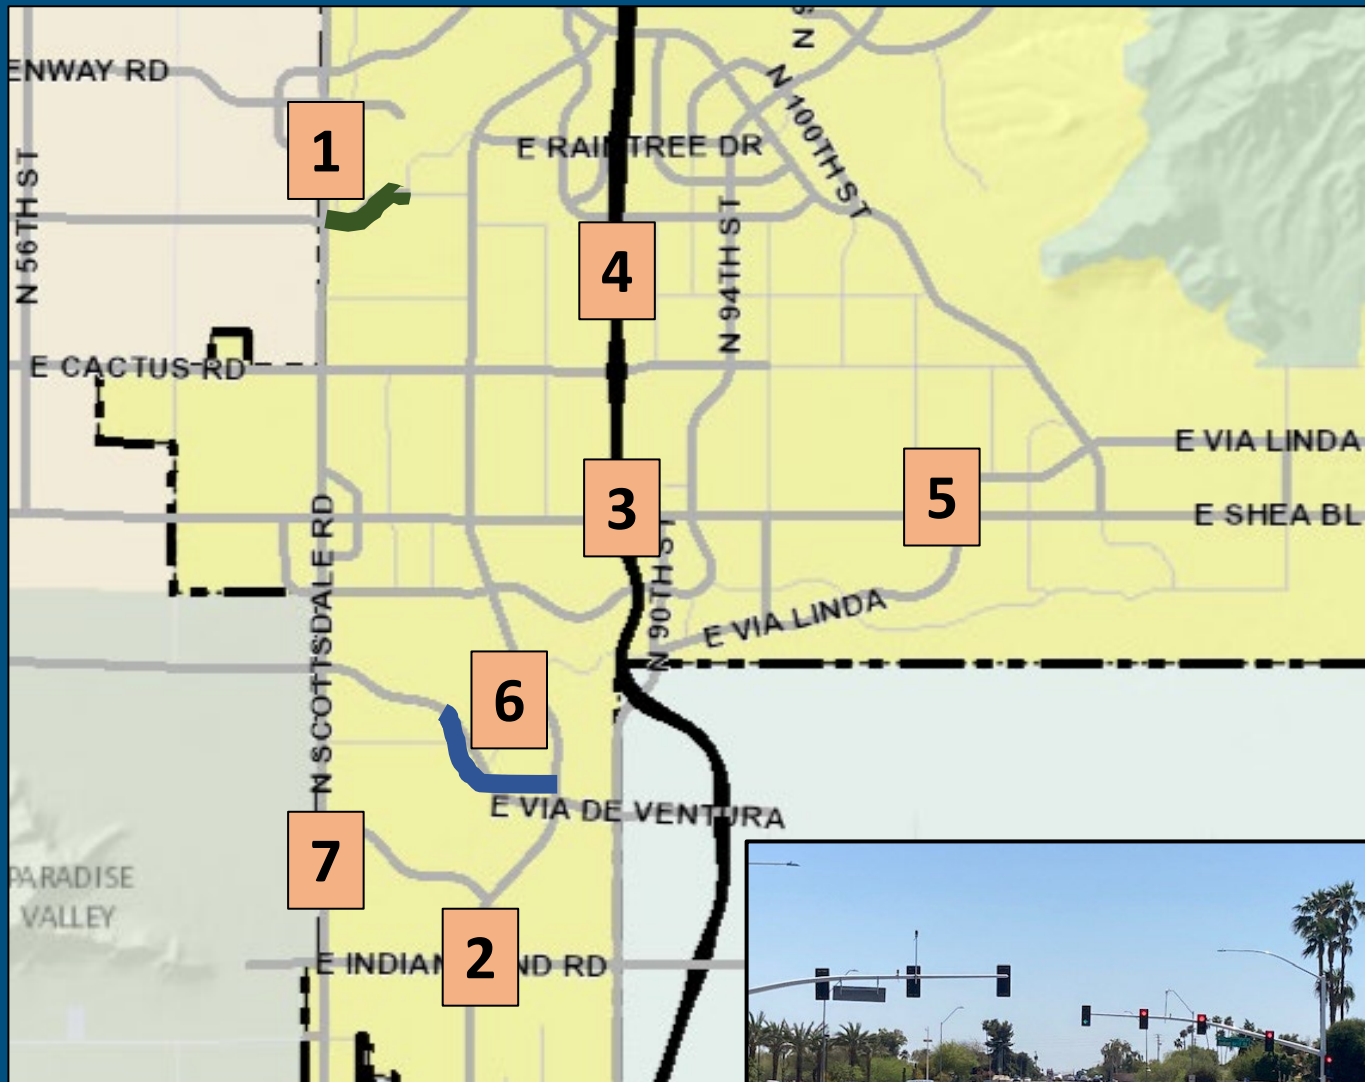 N S
ENWAY RD
N 100TH ST
1
E RAINTREE DR
N 56TH ST
N 94TH ST
4
E CACTUS RD
E VIA LINDA
5
3
E SHEA BL
N SCOTTSDALE RD
N 90TH ST
E VIA LINDA
6
E VIA DE VENTURA
7
PARADISE
VALLEY
2
E INDIAN ND RD